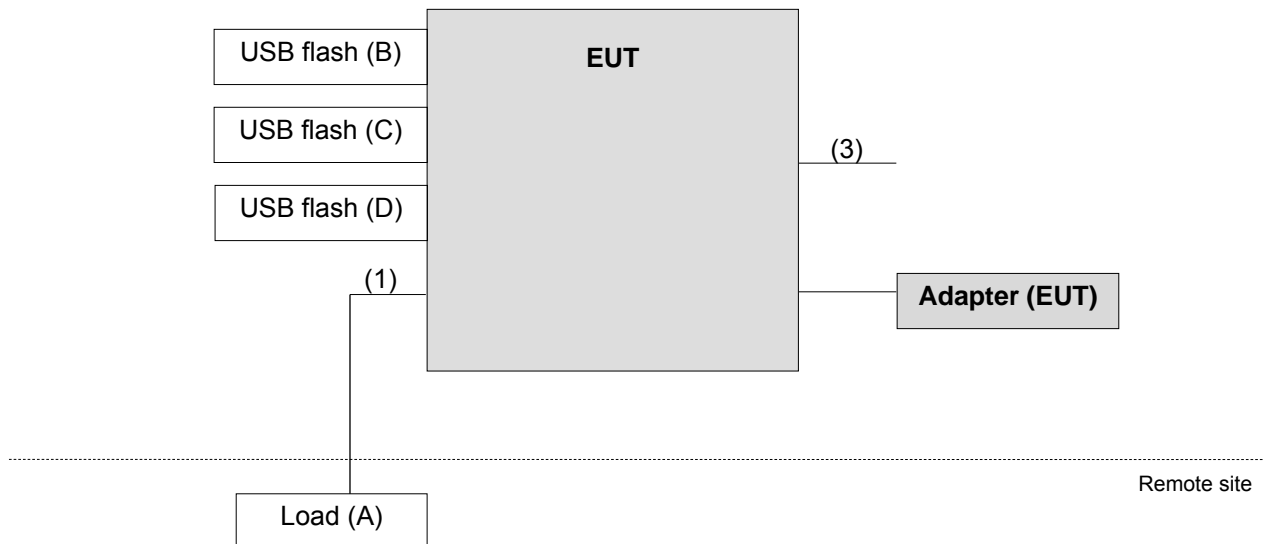 USB flash (B)
EUT
USB flash (C)
(3)
USB flash (D)
(1)
Adapter (EUT)
Remote site
Load (A)